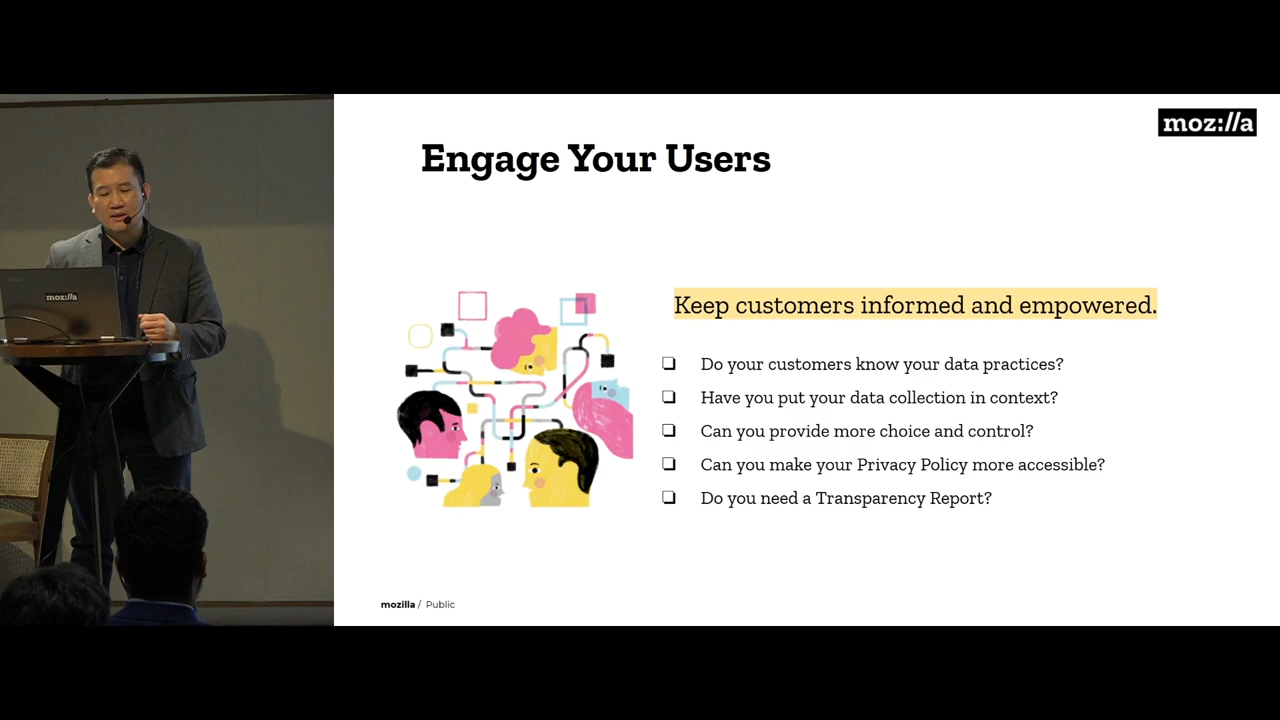 moz://a
Engage Your Users
Keep customers informed and empowered.
❏ Do your customers know your data practices?
❏ Have you put your data collection in context?
❏ Can you provide more choice and control?
❏ Can you make your Privacy Policy more accessible?
❏ Do you need a Transparency Report?
mozilla / Public
moz://a